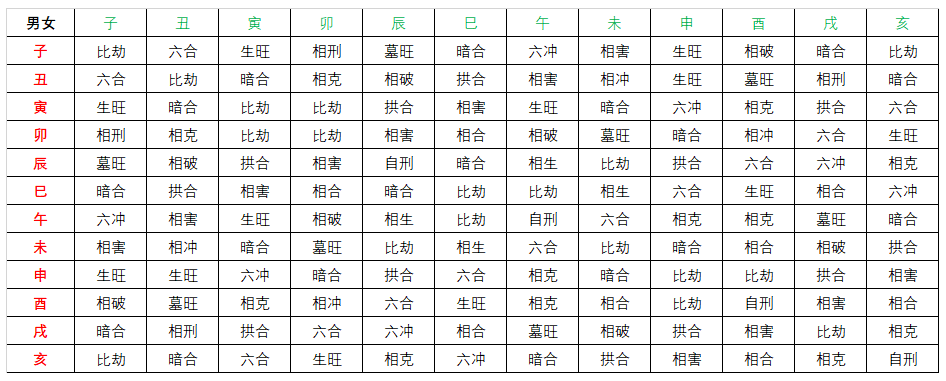 男女 子 丑 寅 卯 辰 巳 午 未 申 酉 戌 亥
子 比劫 六合 生旺 相刑 墓旺 暗合 六冲 相害 生旺 相破 暗合 比劫
丑 六合 比劫 暗合 相克 相破 拱合 相害 相冲 生旺 墓旺 相刑 暗合
寅 生旺 暗合 比劫 比劫 拱合 相害 生旺 暗合 六冲 相克 拱合 六合
卯 相刑 相克 比劫 比劫 相害 相合 相破 墓旺 暗合 相冲 六合 生旺
辰 墓旺 相破 拱合 相害 自刑 暗合 相生 比劫 拱合 六合 六冲 相克
巳 暗合 拱合 相害 相合 暗合 比劫 比劫 相生 六合 生旺 相合 六冲
午 六冲 相害 生旺 相破 相生 比劫 自刑 六合 相克 相克 墓旺 暗合
未 相害 相冲 暗合 墓旺 比劫 相生 六合 比劫 暗合 相合 相破 拱合
申 生旺 生旺 六冲 暗合 拱合 六合 相克 暗合 比劫 比劫 拱合 相害
酉 相破 墓旺 相克 相冲 六合 生旺 相克 相合 比劫 自刑 相害 相合
戌 暗合 相刑 拱合 六合 六冲 相合 墓旺 相破 拱合 相害 比劫 相克
亥 比劫 暗合 六合 生旺 相克 六冲 暗合 拱合 相害 相合 相克 自刑